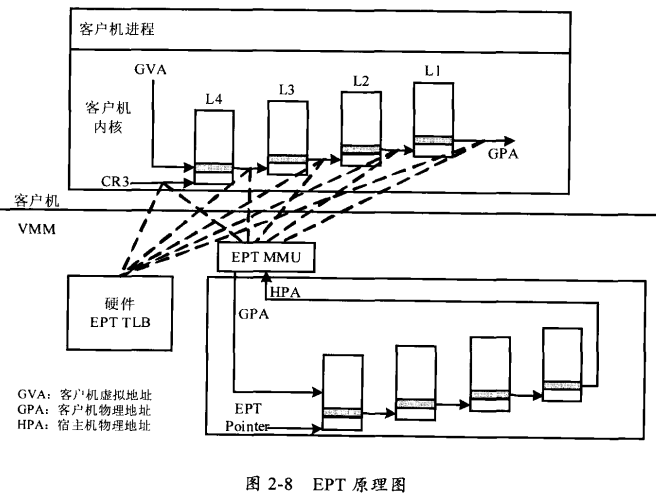 客户机进程
GVA
L4
L3
L2
L1
客户机
内核
GPA
CR3
客户机
VMM
EPT MMU
硬件
EPT TLB
HPA
GPA
EPT
Pointer
GVA：客户机虚拟地址
GPA：客户机物理地址
HPA：宿主机物理地址
图 2-8 EPT 原理图